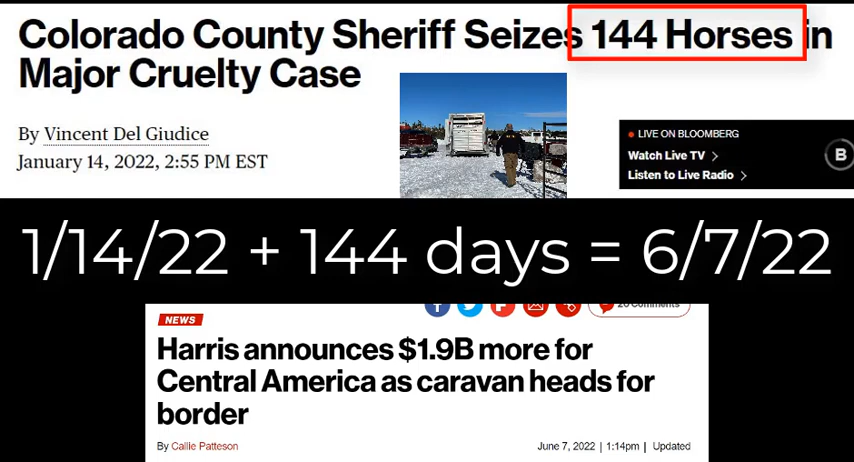 Colorado County Sheriff Seizes 144 Horses in
Major Cruelty Case
By Vincent Del Giudice
January 14, 2022, 2:55 PM EST
LIVE ON BLOOMBERG
Watch Live TV >
Listen to Live Radio >
B
1/14/22 + 144 days = 6/7/22
20 Comments
NEWS
Harris announces $1.9B more for
Central America as caravan heads for
border
By Callie Patteson
June 7, 2022 | 1:14pm | Updated